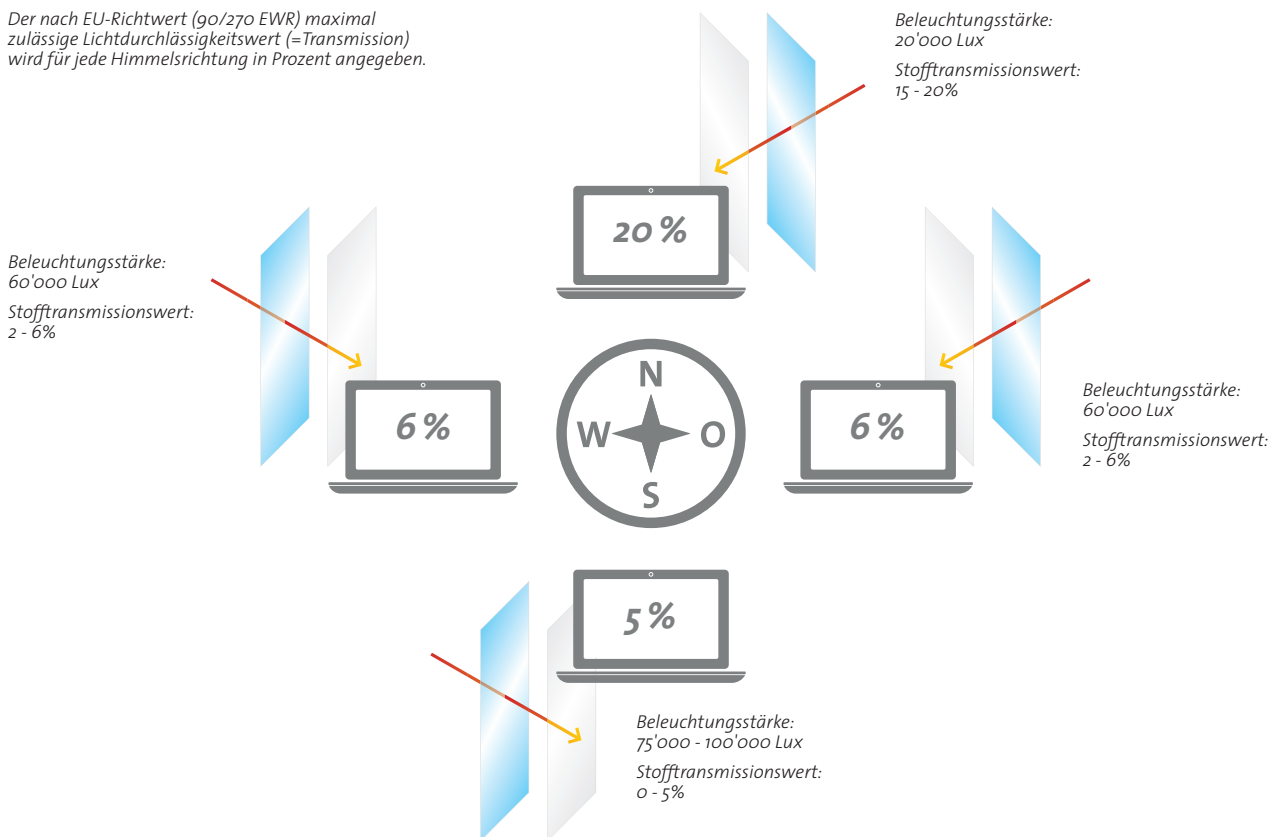 Der nach EU-Richtwert (90/270 EWR) maximal
zulässige Lichtdurchlässigkeitswert (=Transmission)
wird für jede Himmelsrichtung in Prozent angegeben.
Beleuchtungsstärke:
20'000 Lux
Stofftransmissionswert:
15 - 20%
20 %
Beleuchtungsstärke:
60'000 Lux
Stofftransmissionswert:
2 - 6%
6 %
N
W O
S
6 %
Beleuchtungsstärke:
60'000 Lux
Stofftransmissionswert:
2 - 6%
5 %
Beleuchtungsstärke:
75'000 - 100'000 Lux
Stofftransmissionswert:
0 - 5%